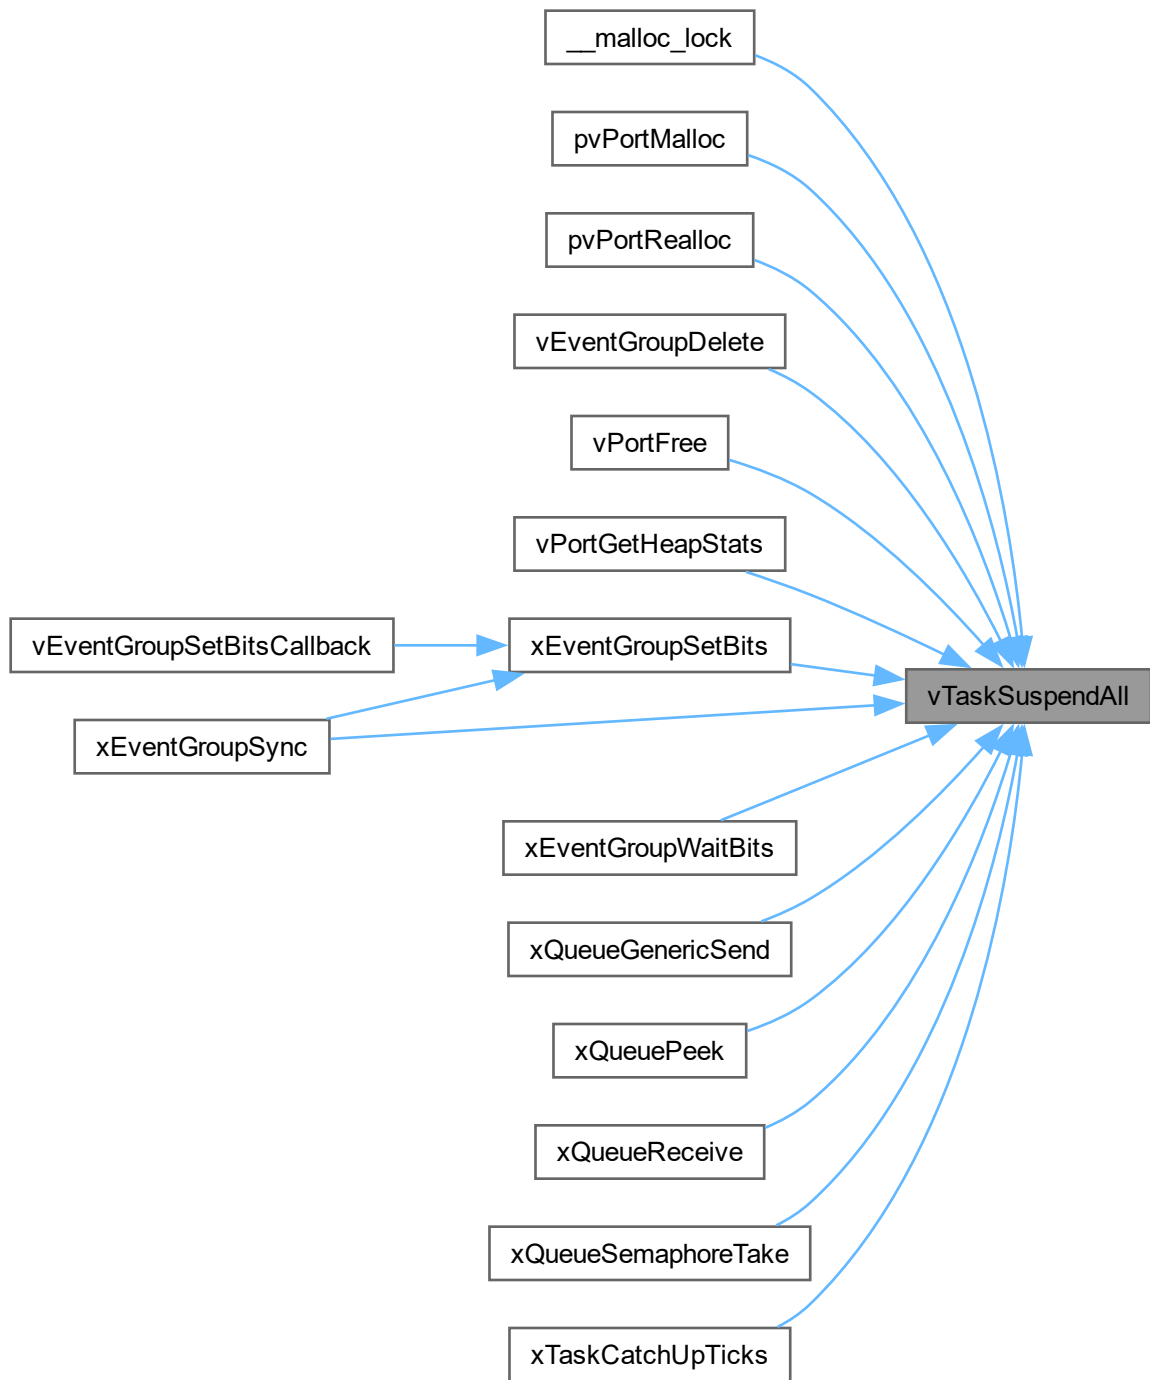 __malloc_lock
pvPortMalloc
pvPortRealloc
vEventGroupDelete
vPortFree
vPortGetHeapStats
vEventGroupSetBitsCallback
xEventGroupSetBits
vTaskSuspendAll
xEventGroupSync
xEventGroupWaitBits
xQueueGenericSend
xQueuePeek
xQueueReceive
xQueueSemaphoreTake
xTaskCatchUpTicks